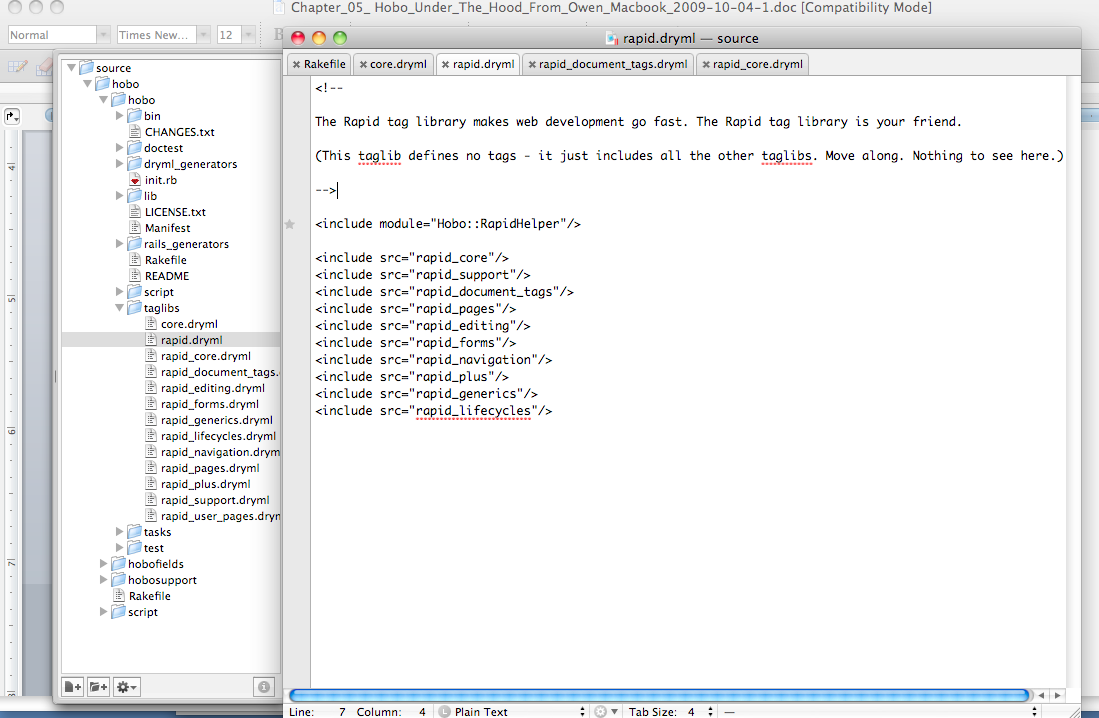 Chapter_05_ Hobo_Under_The_Hood_From_Owen_Macbook_2009-10-04-1.doc [Compatibility Mode]
Normal
Times New...
12
B
rapid.dryml — source
Rakefile
core.dryml
rapid.dryml
rapid_document_tags.dryml
rapid_core.dryml
source
hobo
hobo
bin
CHANGES.txt
doctest
dryml_generators
init.rb
lib
LICENSE.txt
Manifest
rails_generators
Rakefile
README
script
taglibs
core.dryml
rapid.dryml
rapid_core.dryml
rapid_document_tags.
rapid_editing.dryml
rapid_forms.dryml
rapid_generics.dryml
rapid_lifecycles.dryml
rapid_navigation.drym
rapid_pages.dryml
rapid_plus.dryml
rapid_support.dryml
rapid_user_pages.dryn
tasks
test
hobofields
hobosupport
Rakefile
script
4
5
6
7
8
<!--
The Rapid tag library makes web development go fast. The Rapid tag library is your friend.
(This taglib defines no tags - it just includes all the other taglibs. Move along. Nothing to see here.)
-->
<include module="Hobo::RapidHelper"/>
<include src="rapid_core"/>
<include src="rapid_support"/>
<include src="rapid_document_tags"/>
<include src="rapid_pages"/>
<include src="rapid_editing"/>
<include src="rapid_forms"/>
<include src="rapid_navigation"/>
<include src="rapid_plus"/>
<include src="rapid_generics"/>
<include src="rapid_lifecycles"/>
Line: 7 Column: 4 L Plain Text Tab Size: 4 —